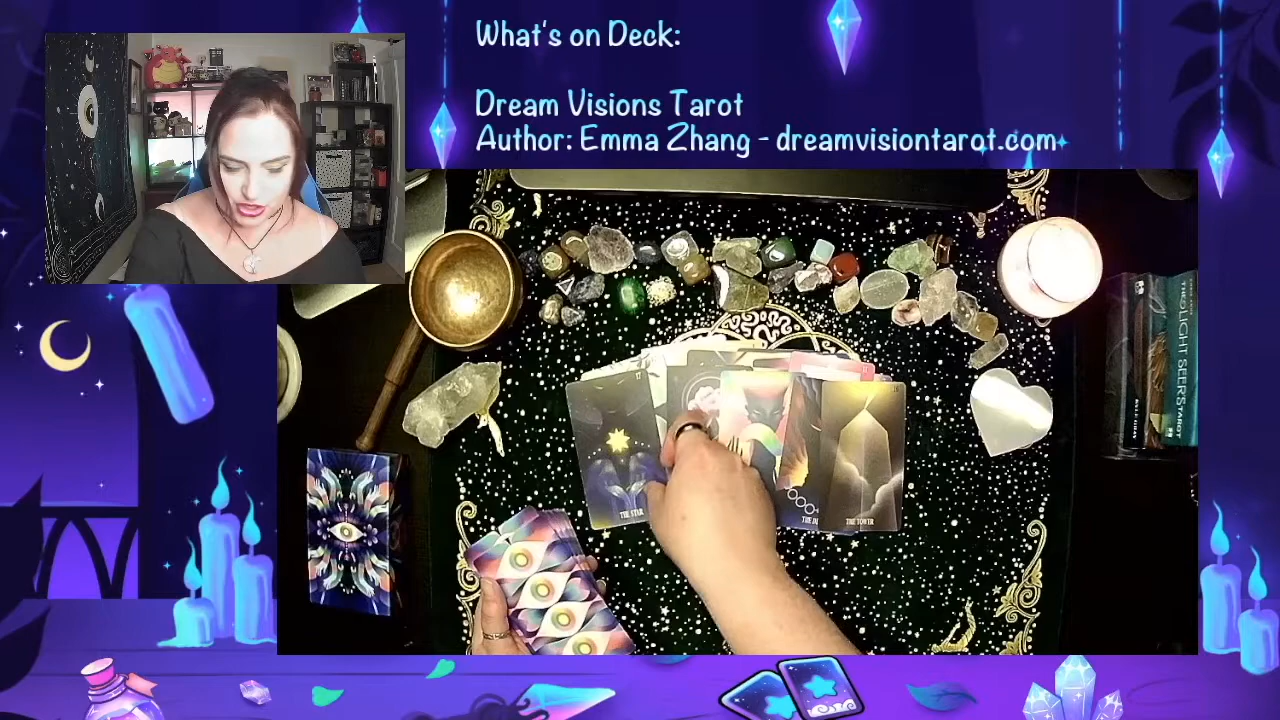 What's on Deck:
Dream Visions Tarot
Author: Emma Zhang - dreamvisiontarot.com
THE STAR
THE TOWER
THE LIGHT SEER'S TAROT